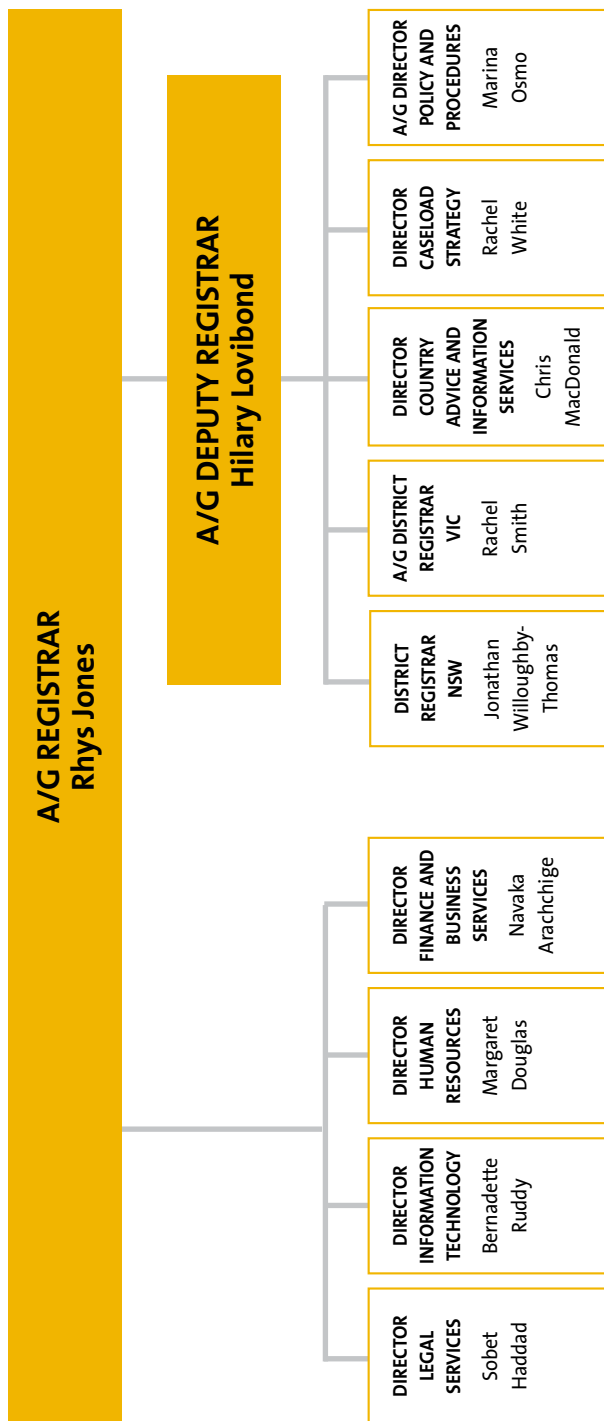 A/G REGISTRAR
Rhys Jones
A/G DEPUTY REGISTRAR
Hilary Lovibond
DIRECTOR
LEGAL
SERVICES
Sobet
Haddad
DIRECTOR
INFORMATION
TECHNOLOGY
Bernadette
Ruddy
DIRECTOR
HUMAN
RESOURCES
Margaret
Douglas
DIRECTOR
FINANCE AND
BUSINESS
SERVICES
Navaka
Arachchige
DISTRICT
REGISTRAR
NSW
Jonathan
Willoughby-
Thomas
A/G DISTRICT
REGISTRAR
VIC
Rachel
Smith
DIRECTOR
COUNTRY
ADVICE AND
INFORMATION
SERVICES
Chris
MacDonald
DIRECTOR
CASELOAD
STRATEGY
Rachel
White
A/G DIRECTOR
POLICY AND
PROCEDURES
Marina
Osmo